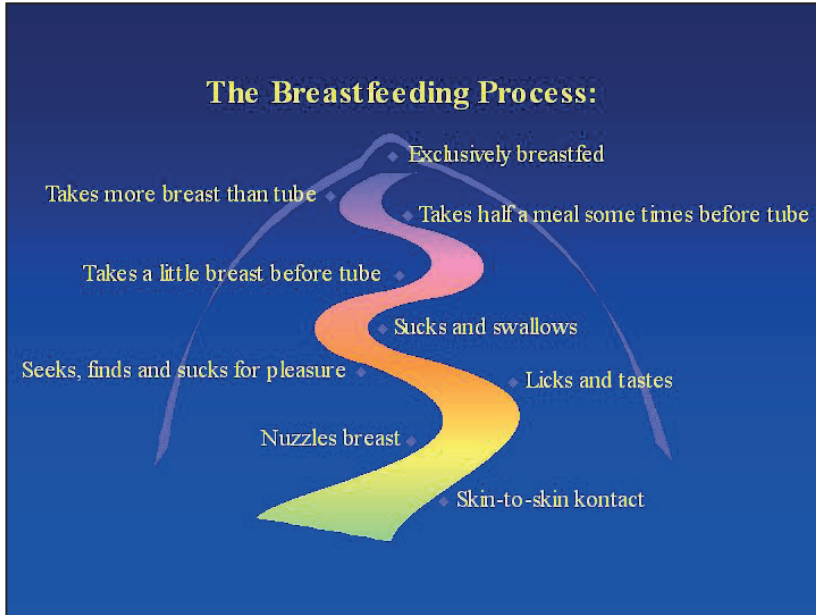 The Breastfeeding Process:
Exclusively breastfed
Takes more breast than tube
Takes half a meal some times before tube
Takes a little breast before tube
Sucks and swallows
Seeks, finds and sucks for pleasure
Licks and tastes
Nuzzles breast
Skin-to-skin kontact